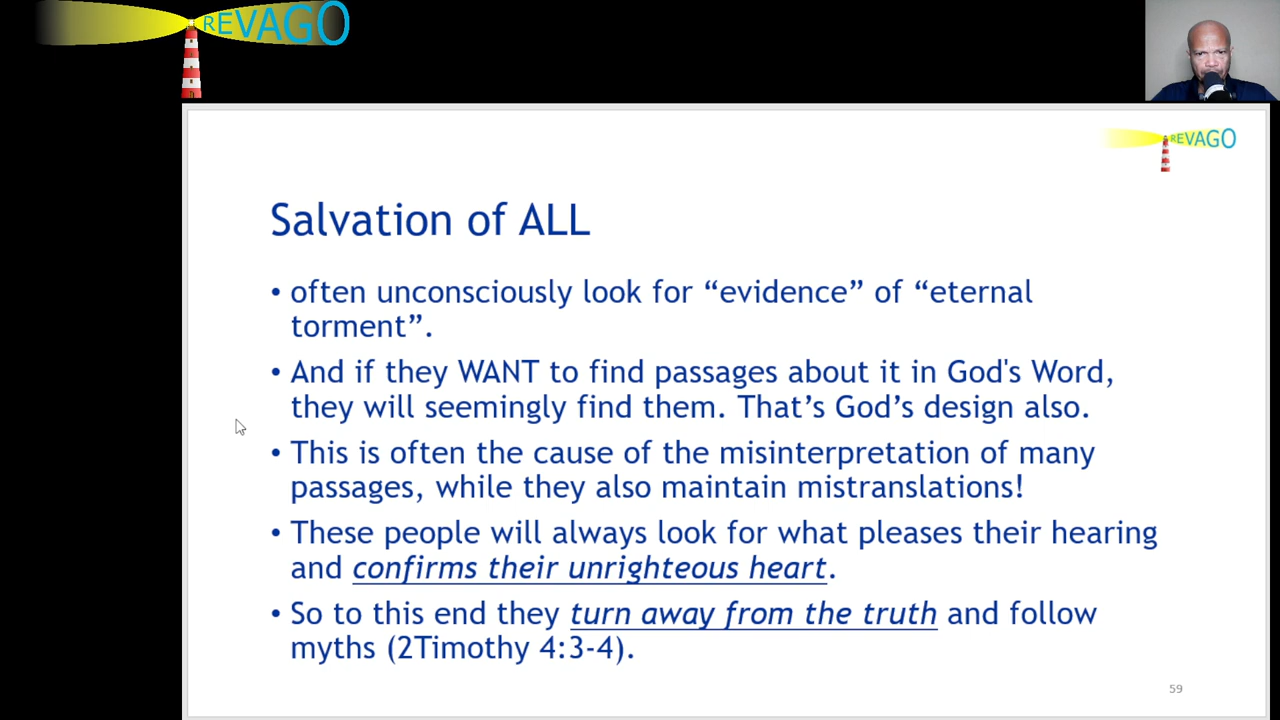 REVAGO
REVAGO
Salvation of ALL
• often unconsciously look for “evidence” of “eternal
torment”.
• And if they WANT to find passages about it in God's Word,
they will seemingly find them. That’s God’s design also.
• This is often the cause of the misinterpretation of many
passages, while they also maintain mistranslations!
• These people will always look for what pleases their hearing
and confirms their unrighteous heart.
• So to this end they turn away from the truth and follow
myths (2Timothy 4:3-4).
59